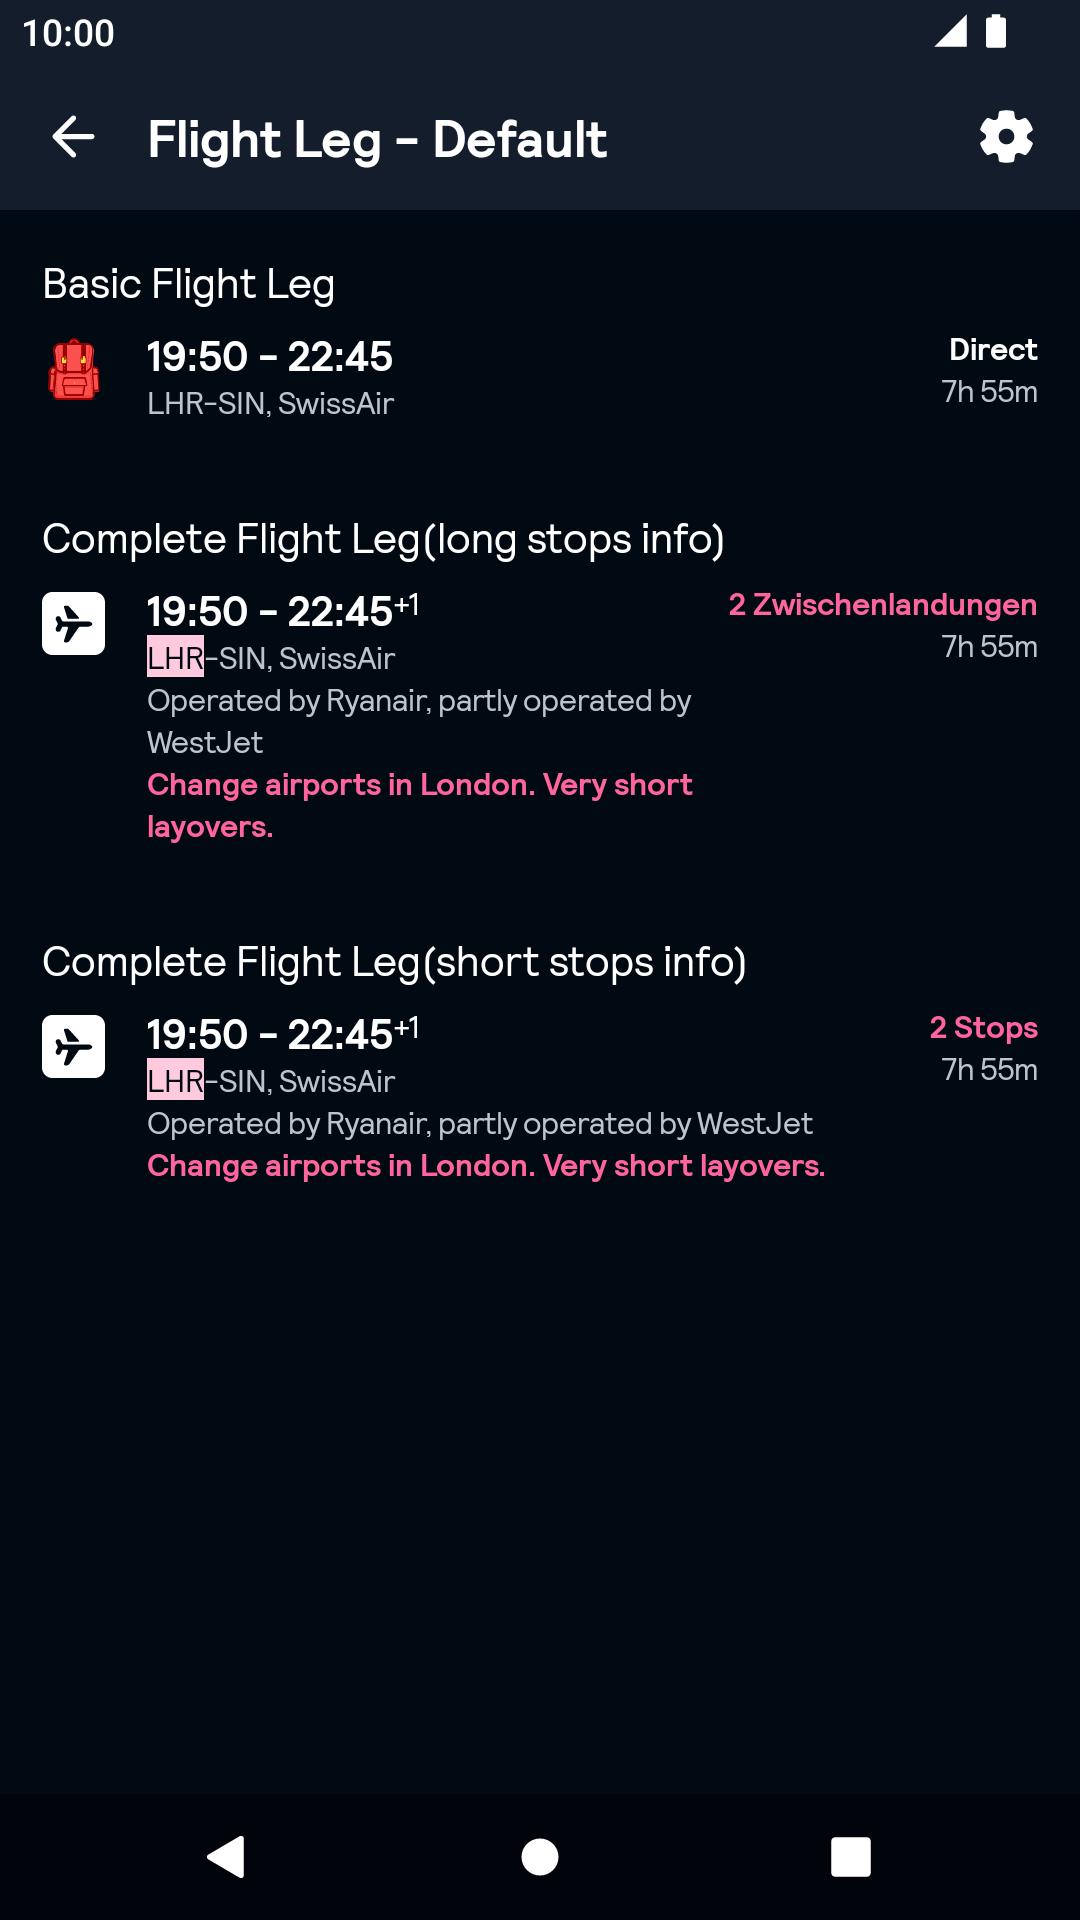 10:00
Flight Leg - Default
Basic Flight Leg
19:50 - 22:45
Direct
LHR-SIN, SwissAir
7h 55m
Complete Flight Leg(long stops info)
19:50 - 22:45+1
2 Zwischenlandungen
LHR-SIN, SwissAir
7h 55m
Operated by Ryanair, partly operated by
WestJet
Change airports in London. Very short
layovers.
Complete Flight Leg(short stops info)
19:50 - 22:45+1
2 Stops
LHR-SIN, SwissAir
7h 55m
Operated by Ryanair, partly operated by WestJet
Change airports in London. Very short layovers.